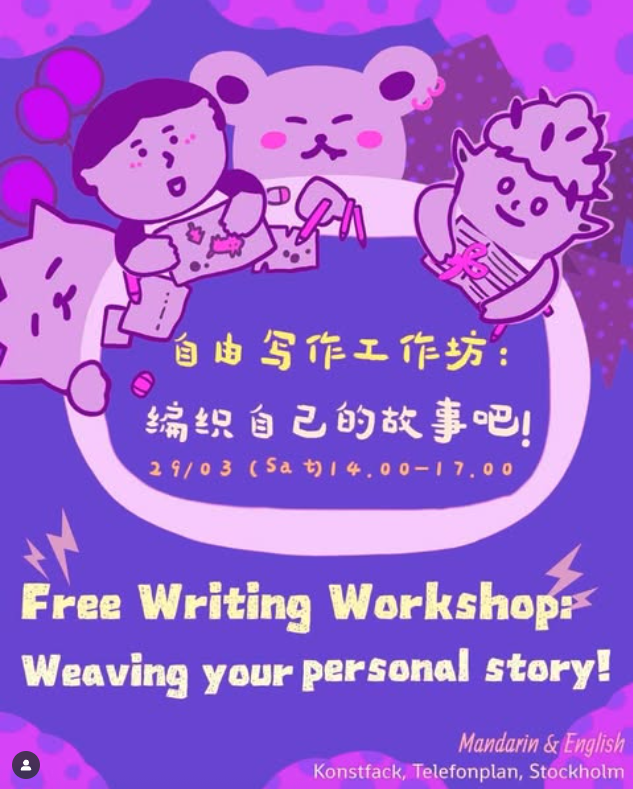 自由写作工作坊:
编织自己的故事吧!
29/03 (Sat)14.00-17.00
Free Writing Workshop:
Weaving your personal story!
Mandarin & English
Konstfack, Telefonplan, Stockholm